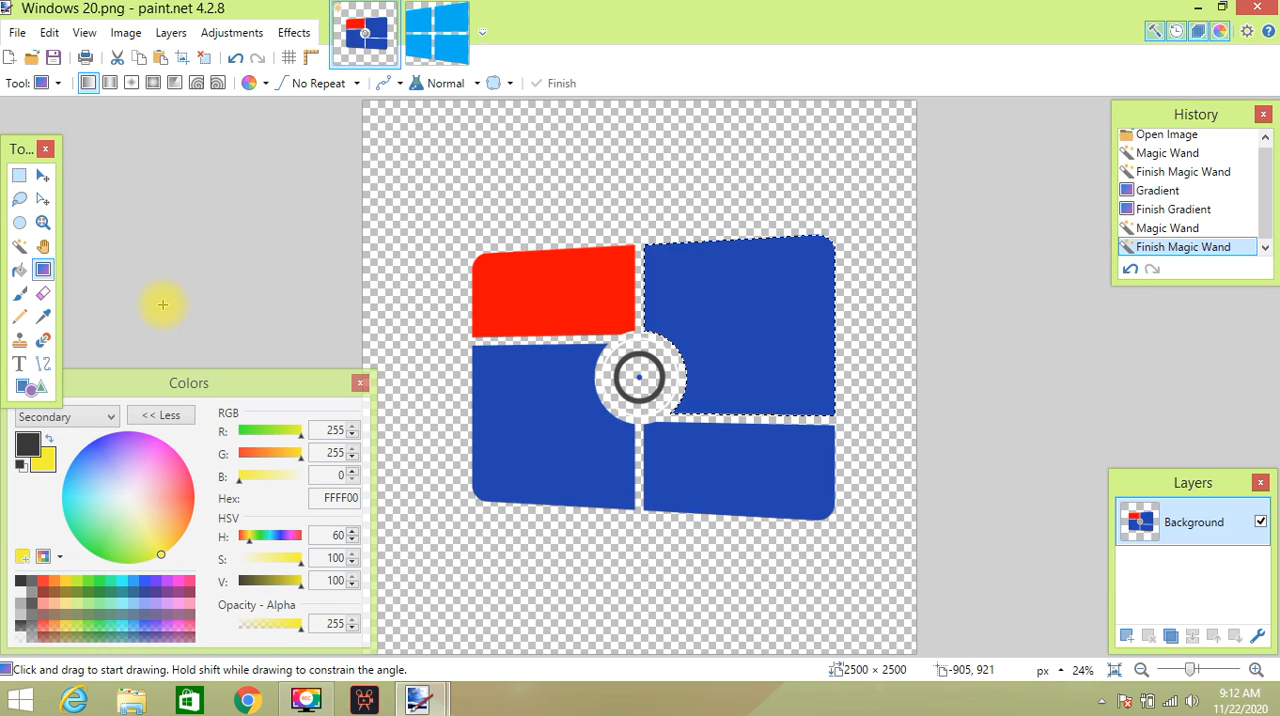 Windows 20.png - paint.net 4.2.8
File Edit View Image Layers Adjustments Effects
Tool: No Repeat Normal Finish
To...
History
Open Image
Magic Wand
Finish Magic Wand
Gradient
Finish Gradient
Magic Wand
Finish Magic Wand
Colors
Secondary << Less
RGB
R: 255
G: 255
B: 0
Hex: FFFF00
HSV
H: 60
S: 100
V: 100
Opacity - Alpha
255
Layers
Background
Click and drag to start drawing. Hold shift while drawing to constrain the angle.
2500 × 2500 -905, 921 px 24%
REC
9:12 AM
11/22/2020